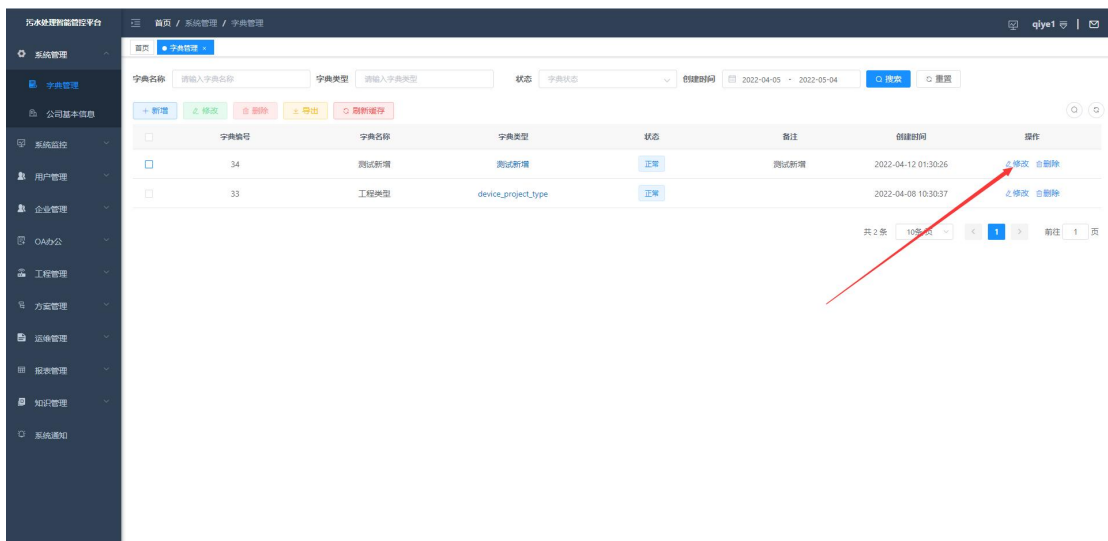 污水处理智能管控平台
首页 / 系统管理 / 字典管理
qiye1
系统管理
字典管理
公司基本信息
系统监控
用户管理
企业管理
OA办公
工程管理
方案管理
运维管理
报表管理
知识管理
系统通知
首页 字典管理 ×
字典名称 请输入字典名称 字典类型 请输入字典类型 状态 字典状态 创建时间 2022-04-05 - 2022-05-04 搜索 重置
+ 新增 修改 删除 导出 刷新缓存
字典编号 字典名称 字典类型 状态 备注 创建时间 操作
34 测试新增 测试新增 正常 测试新增 2022-04-12 01:30:26 修改 删除
33 工程类型 device_project_type 正常 2022-04-08 10:30:37 修改 删除
共 2 条 10条/页 < 1 > 前往 1 页